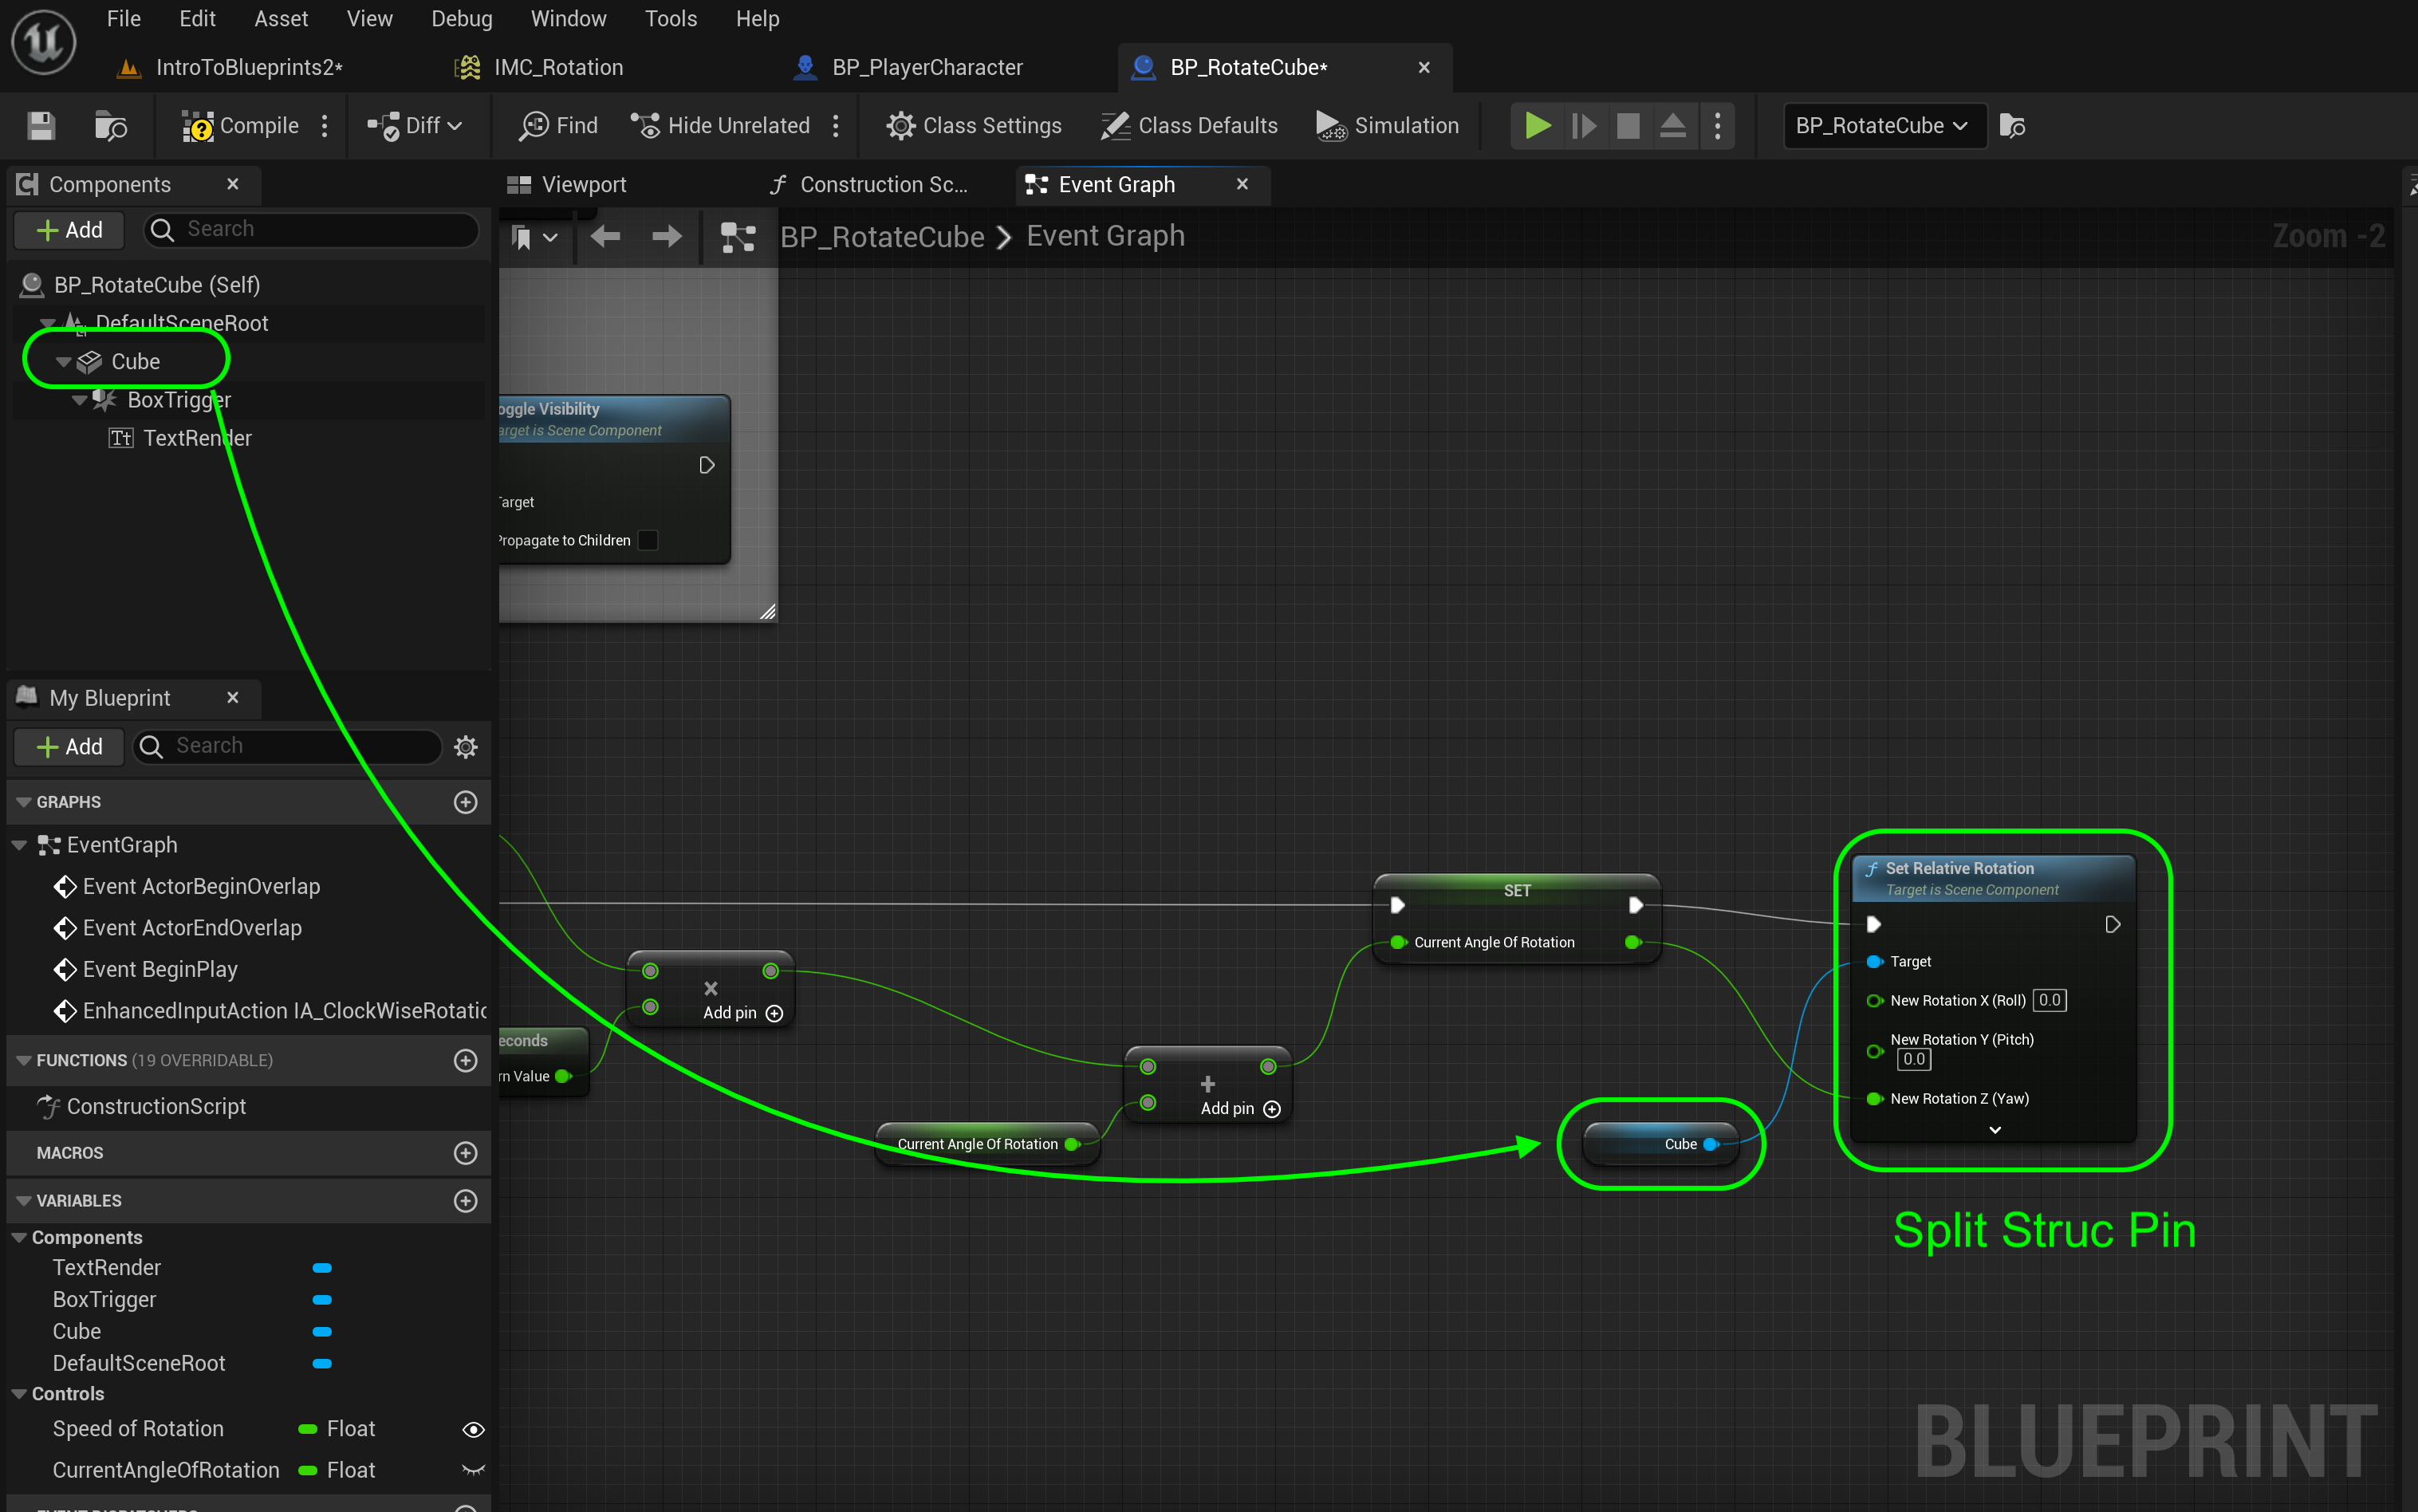 File Edit Asset View Debug Window Tools Help
IntroToBlueprints2* IMC_Rotation BP_PlayerCharacter BP_RotateCube*
Compile Diff Find Hide Unrelated Class Settings Class Defaults Simulation BP_RotateCube
Components Viewport Construction Sc... Event Graph
Add Search
BP_RotateCube > Event Graph Zoom -2
BP_RotateCube (Self)
DefaultSceneRoot
Cube
BoxTrigger
TextRender
oggle Visibility
arget is Scene Component
Target
Propagate to Children
My Blueprint
Add Search
GRAPHS
EventGraph
Event ActorBeginOverlap
Event ActorEndOverlap
Event BeginPlay
EnhancedInputAction IA_ClockWiseRotatio
FUNCTIONS (19 OVERRIDABLE)
ConstructionScript
MACROS
VARIABLES
Components
TextRender
BoxTrigger
Cube
DefaultSceneRoot
Controls
Speed of Rotation Float
CurrentAngleOfRotation Float
Add pin
econds
rn Value
Current Angle Of Rotation
Add pin
SET
Current Angle Of Rotation
Cube
Set Relative Rotation
Target is Scene Component
Target
New Rotation X (Roll) 0.0
New Rotation Y (Pitch)
0.0
New Rotation Z (Yaw)
Split Struc Pin
BLUEPRINT